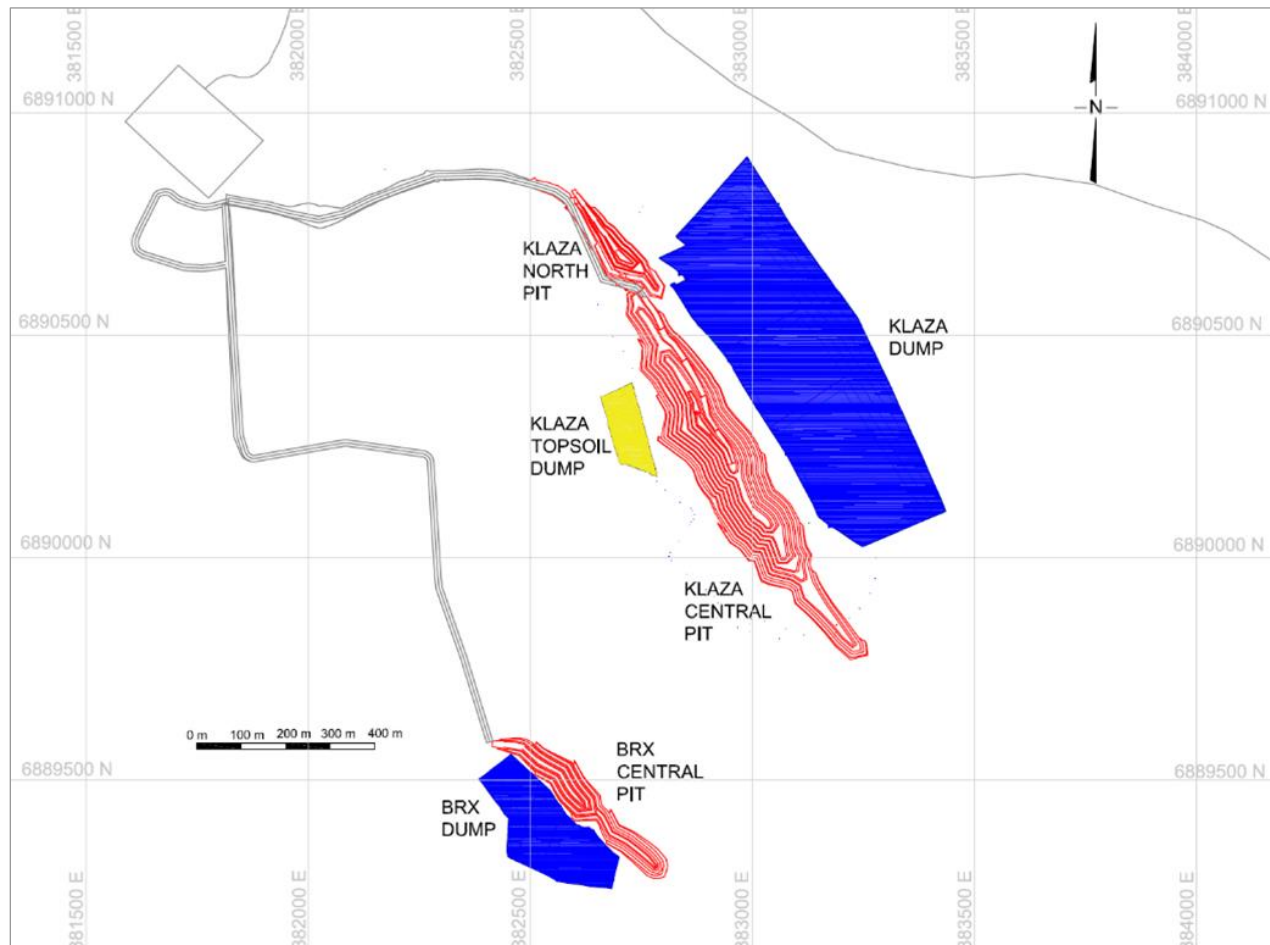 381500 E
382000 E
382500 E
383000 E
383500 E
384000 E
6891000 N
6891000 N
N
KLAZA
NORTH
PIT
6890500 N
6890500 N
KLAZA
DUMP
KLAZA
TOPSOIL
DUMP
6890000 N
6890000 N
KLAZA
CENTRAL
PIT
0 m 100 m 200 m 300 m 400 m
BRX
CENTRAL
PIT
6889500 N
6889500 N
BRX
DUMP
381500 E
382000 E
382500 E
383000 E
383500 E
384000 E